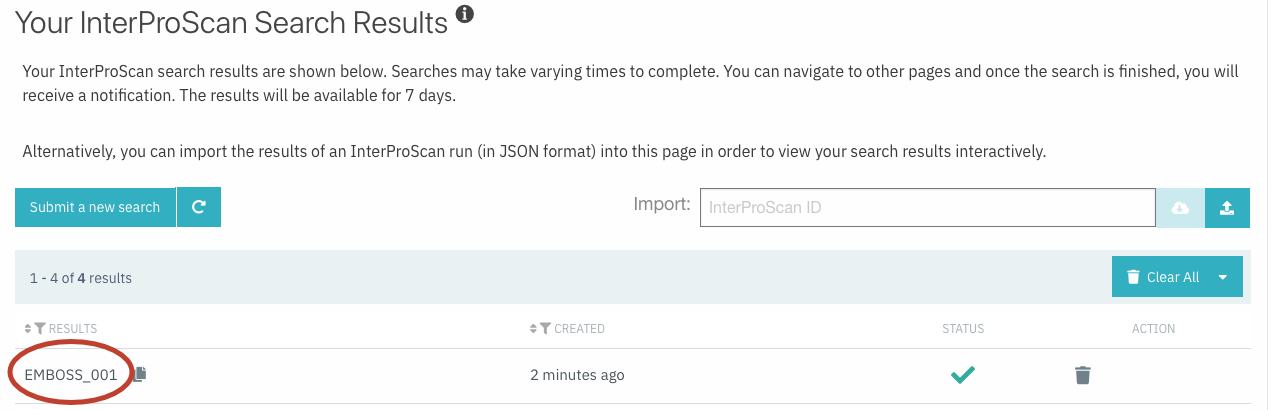 Your InterProScan Search Results
Your InterProScan search results are shown below. Searches may take varying times to complete. You can navigate to other pages and once the search is finished, you will
receive a notification. The results will be available for 7 days.
Alternatively, you can import the results of an InterProScan run (in JSON format) into this page in order to view your search results interactively.
Submit a new search
Import: InterProScan ID
1 - 4 of 4 results
Clear All
RESULTS CREATED STATUS ACTION
EMBOSS_001 2 minutes ago